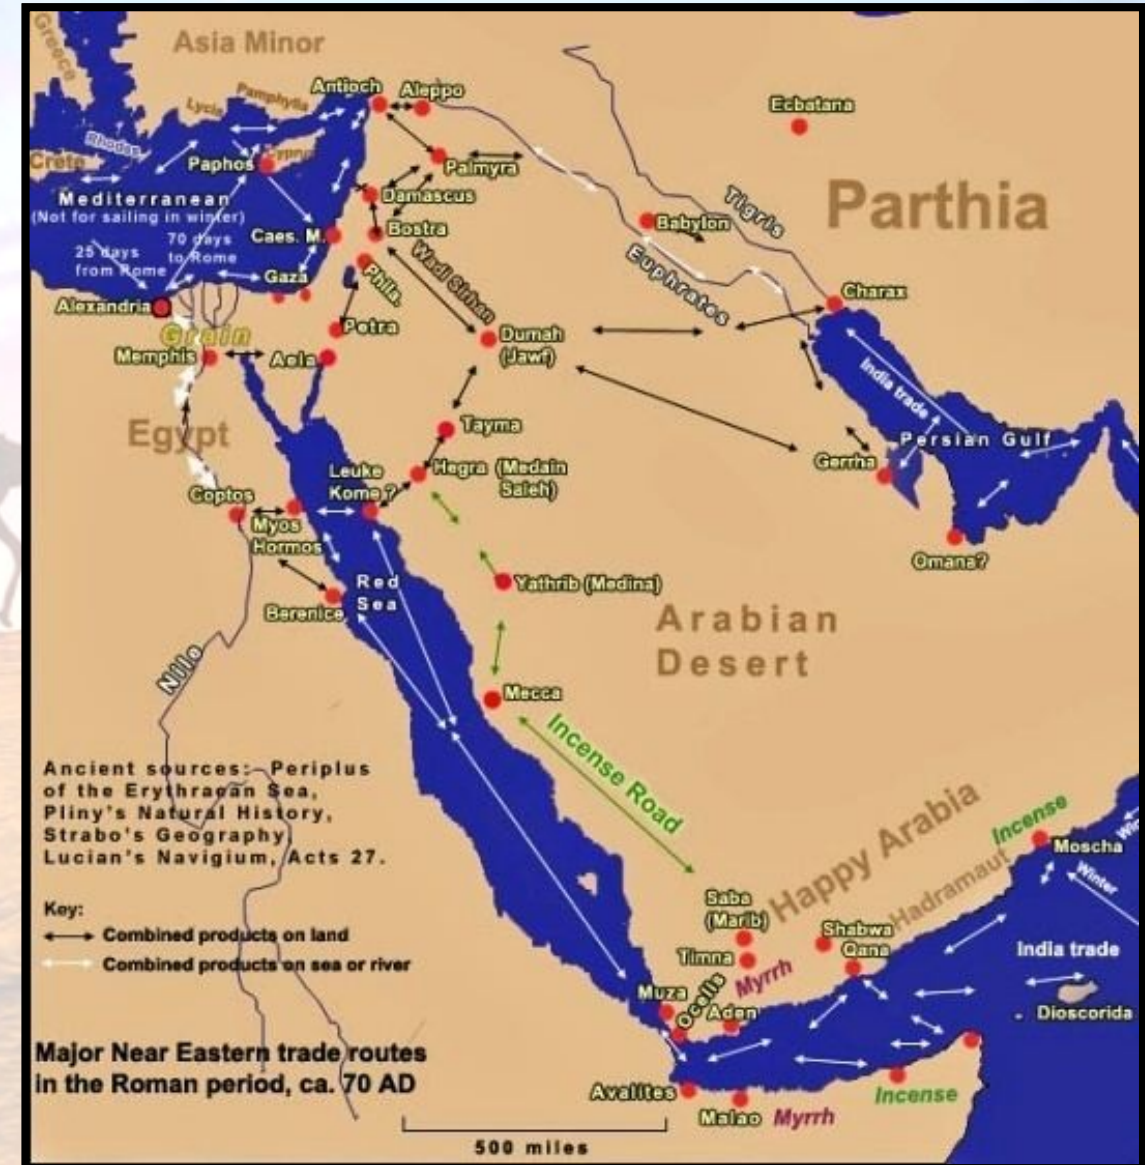 Greece
Asia Minor
Antioch
Aleppo
Ecbatana
Lycia
Pamphylia
Rhodes
Crete
Cyprus
Paphos
Palmyra
Parthia
Mediterranean
(Not for sailing in winter)
Damascus
Tigris
Babylon
25 days
from Rome
70 days
to Rome
Caes. M.
Bostra
Wadi Sirhan
Euphrates
Gaza
Phila.
Charax
Alexandria
Grain
Petra
Dumah
(Jawf)
Memphis
Aela
India trade
Egypt
Tayma
Persian Gulf
Leuke
Kome ?
Hegra (Medain
Saleh)
Gerrha
Coptos
Myos
Hormos
Omana?
Red
Sea
Yathrib (Medina)
Berenice
Arabian
Desert
Nile
Mecca
Incense Road
Ancient sources: Periplus
of the Erythraean Sea,
Pliny's Natural History,
Strabo's Geography,
Lucian's Navigium, Acts 27.
Happy Arabia
Incense
Moscha
Winter
Hadramaut
Key:
Combined products on land
Combined products on sea or river
Saba
(Marib)
Shabwa
Qana
Timna
Myrrh
India trade
Muza
Ocelis
Aden
Dioscorida
Major Near Eastern trade routes
in the Roman period, ca. 70 AD
Avalites
Malao
Myrrh
Incense
500 miles